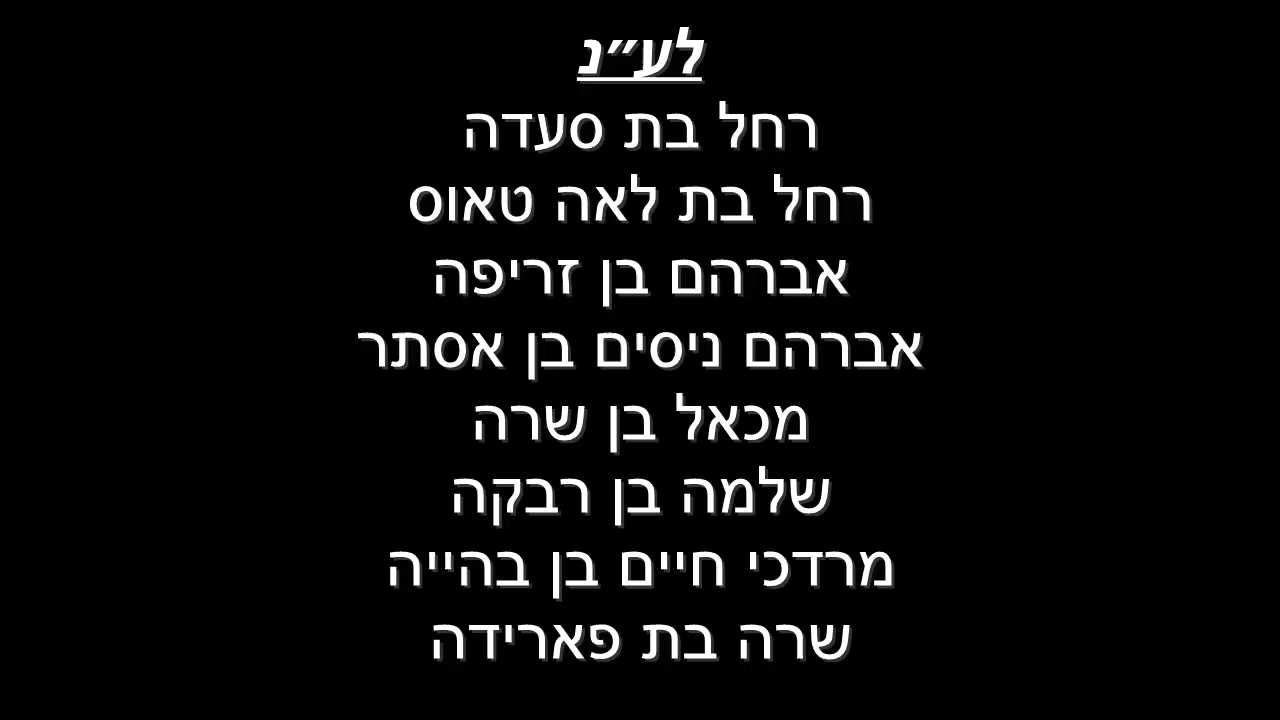 לע״נ
רחל בת סעדה
רחל בת לאה טאוס
אברהם בן זריפה
אברהם ניסים בן אסתר
מכאל בן שרה
שלמה בן רבקה
מרדכי חיים בן בהייה
שרה בת פארידה